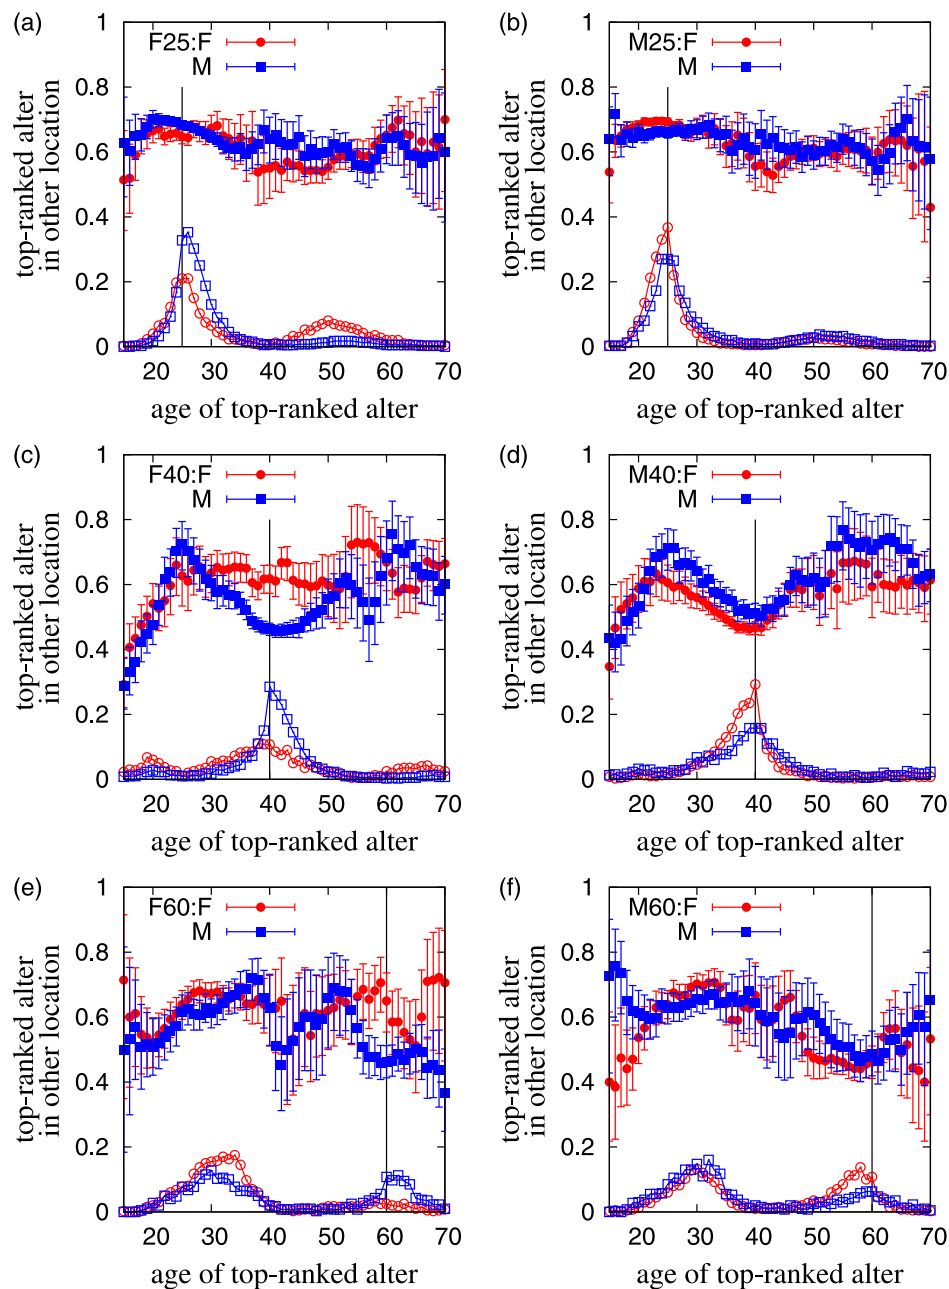 (a)
F25:F
M
1
0.8
0.6
0.4
0.2
0
20 30 40 50 60 70
top-ranked alter
in other location
age of top-ranked alter
(b)
M25:F
M
1
0.8
0.6
0.4
0.2
0
20 30 40 50 60 70
top-ranked alter
in other location
age of top-ranked alter
(c)
F40:F
M
1
0.8
0.6
0.4
0.2
0
20 30 40 50 60 70
top-ranked alter
in other location
age of top-ranked alter
(d)
M40:F
M
1
0.8
0.6
0.4
0.2
0
20 30 40 50 60 70
top-ranked alter
in other location
age of top-ranked alter
(e)
F60:F
M
1
0.8
0.6
0.4
0.2
0
20 30 40 50 60 70
top-ranked alter
in other location
age of top-ranked alter
(f)
M60:F
M
1
0.8
0.6
0.4
0.2
0
20 30 40 50 60 70
top-ranked alter
in other location
age of top-ranked alter